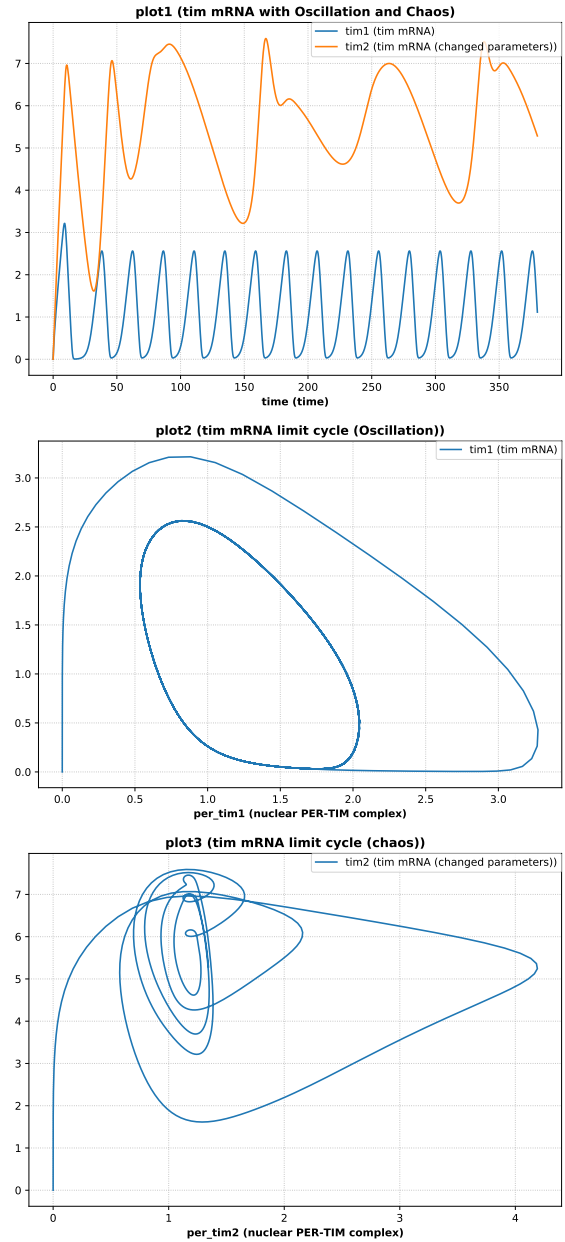 plot1 (tim mRNA with Oscillation and Chaos)
tim1 (tim mRNA)
tim2 (tim mRNA (changed parameters))
7
6
5
4
3
2
1
0
0 50 100 150 200 250 300 350
time (time)
plot2 (tim mRNA limit cycle (Oscillation))
tim1 (tim mRNA)
3.0
2.5
2.0
1.5
1.0
0.5
0.0
0.0 0.5 1.0 1.5 2.0 2.5 3.0
per_tim1 (nuclear PER-TIM complex)
plot3 (tim mRNA limit cycle (chaos))
tim2 (tim mRNA (changed parameters))
7
6
5
4
3
2
1
0
0 1 2 3 4
per_tim2 (nuclear PER-TIM complex)